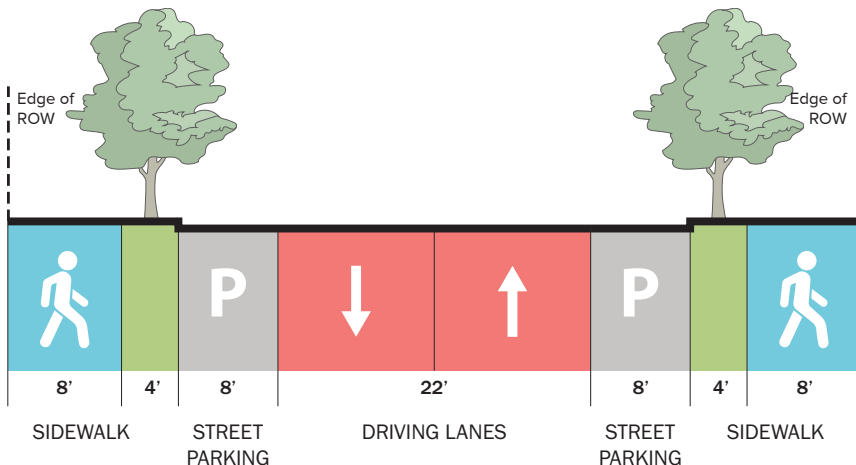 Edge of
ROW
Edge of
ROW
P
P
8'
4'
8'
22'
8'
4'
8'
SIDEWALK
STREET
PARKING
DRIVING LANES
STREET
PARKING
SIDEWALK